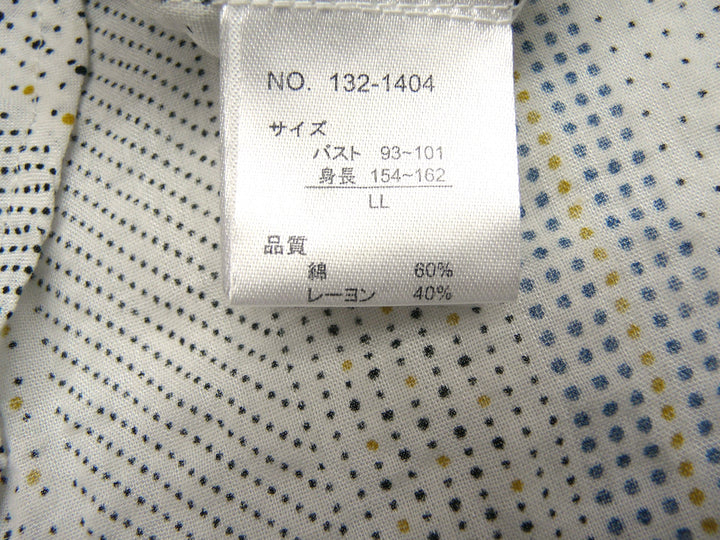 NO. 132-1404
サイズ
バスト 93~101
身長 154~162
LL
品質
綿 60%
レーヨン 40%